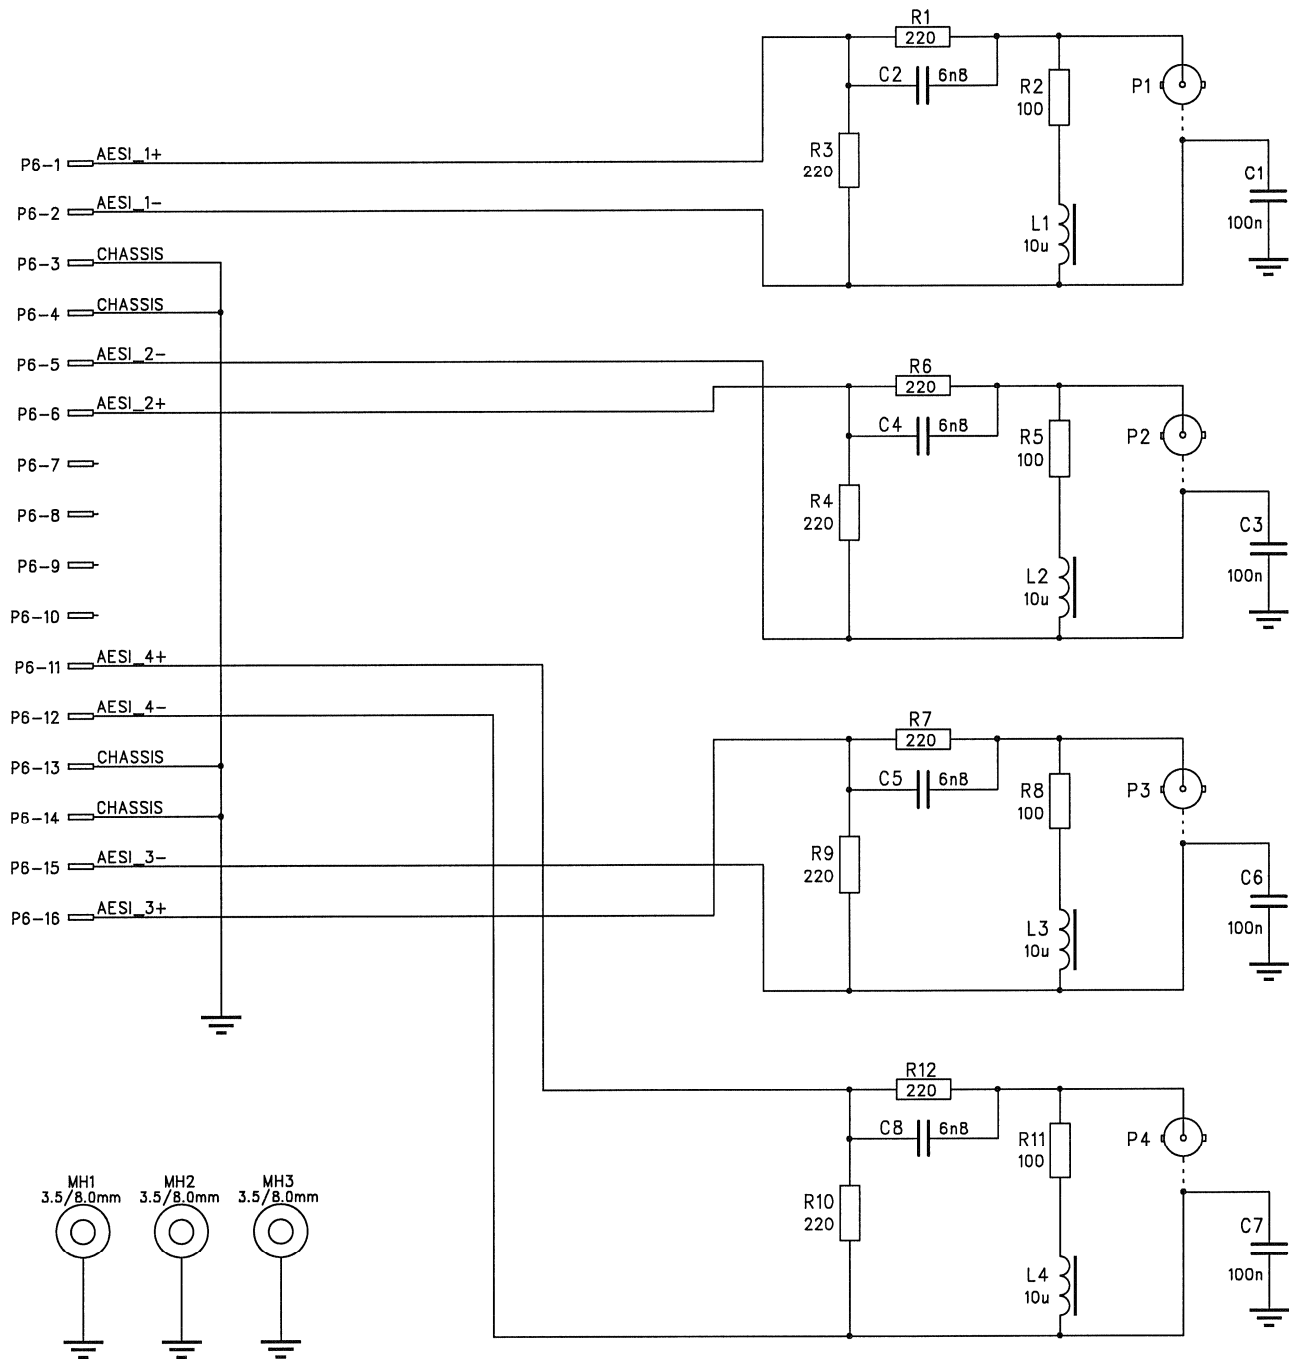 P6-1 AESI_1+
P6-2 AESI_1-
P6-3 CHASSIS
P6-4 CHASSIS
P6-5 AESI_2-
P6-6 AESI_2+
P6-7
P6-8
P6-9
P6-10
P6-11 AESI_4+
P6-12 AESI_4-
P6-13 CHASSIS
P6-14 CHASSIS
P6-15 AESI_3-
P6-16 AESI_3+
R1
220
C2 6n8
R2
100
P1
R3
220
C1
100n
L1
10u
R6
220
C4 6n8
R5
100
P2
R4
220
C3
100n
L2
10u
R7
220
C5 6n8
R8
100
P3
R9
220
C6
100n
L3
10u
R12
220
C8 6n8
R11
100
P4
R10
220
C7
100n
L4
10u
MH1
3.5/8.0mm
MH2
3.5/8.0mm
MH3
3.5/8.0mm